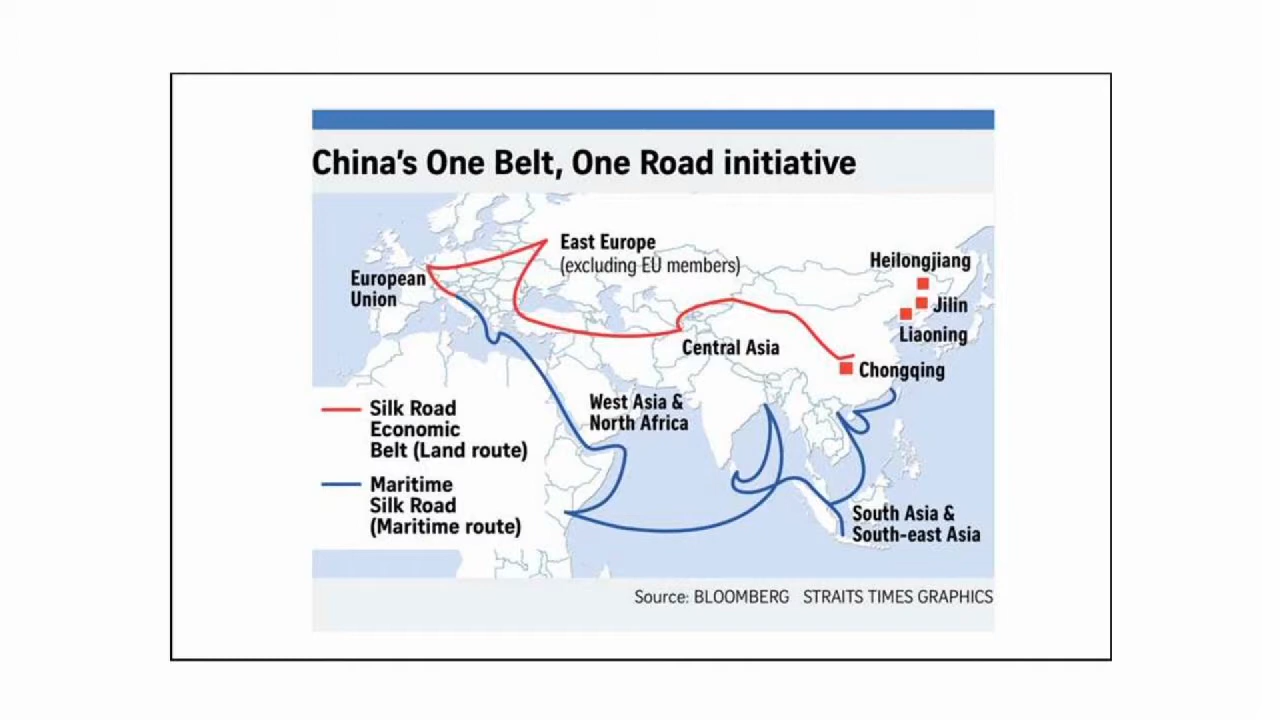 China's One Belt, One Road initiative
East Europe
(excluding EU members)
European
Union
Heilongjiang
Jilin
Liaoning
Central Asia
Chongqing
West Asia &
North Africa
Silk Road
Economic
Belt (Land route)
Maritime
Silk Road
(Maritime route)
South Asia &
South-east Asia
Source: BLOOMBERG STRAITS TIMES GRAPHICS